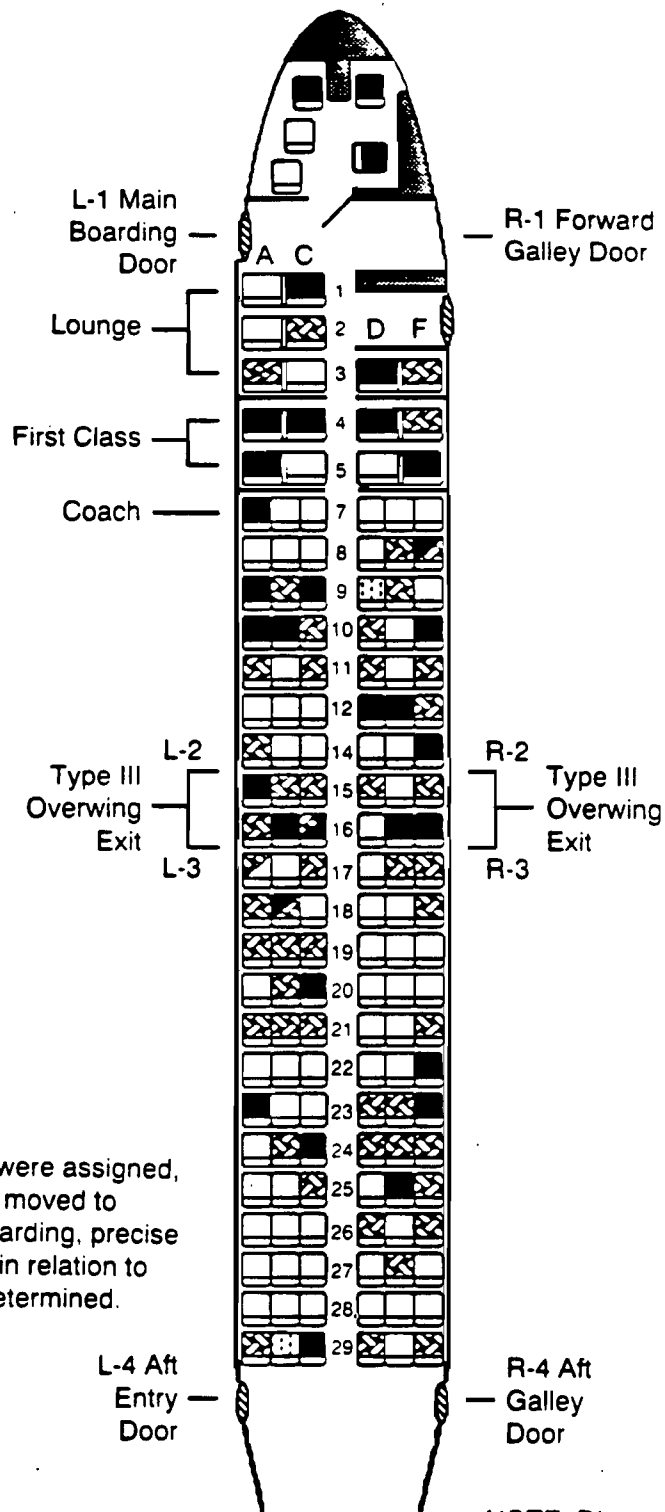 L-1 Main
Boarding
Door
R-1 Forward
Galley Door
A C
1
Lounge
2
D F
3
First Class
4
5
Coach
7
8
9
10
11
12
L-2
14
R-2
Type III
Overwing
Exit
15
Type III
Overwing
Exit
16
L-3
17
R-3
18
19
20
21
22
23
were assigned,
24
moved to
25
arding, precise
26
in relation to
27
etermined.
28
29
L-4 Aft
Entry
Door
R-4 Aft
Galley
Door